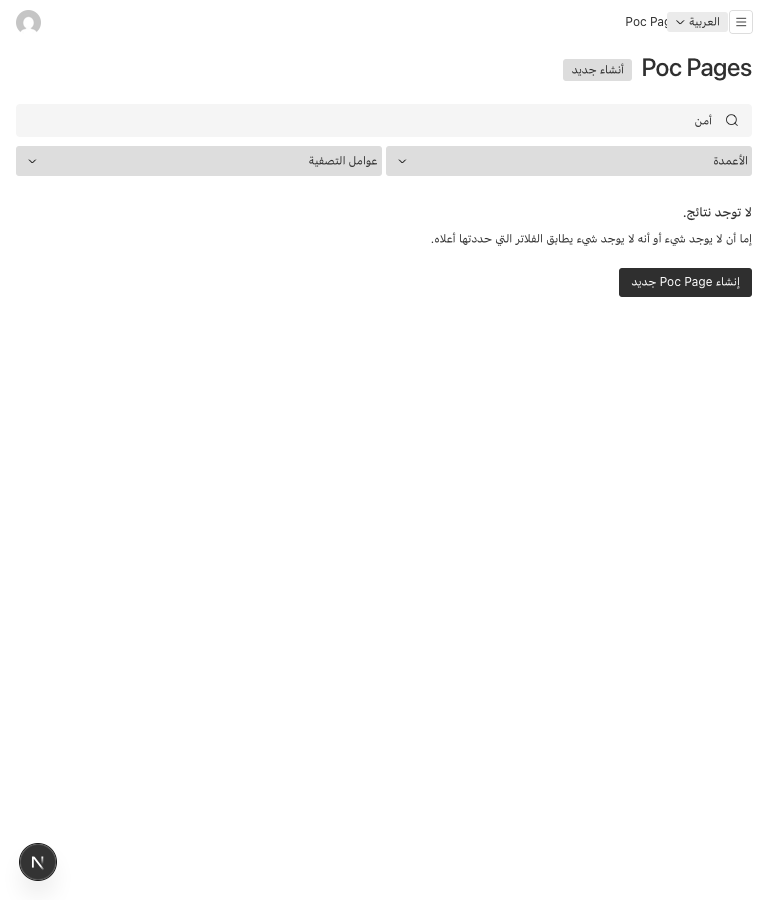 العربية Poc Pag
Poc Pages أنشاء جديد
أمن
الأعمدة عوامل التصفية
لا توجد نتائج.
إما أن لا يوجد شيء أو أنه لا يوجد شيء يطابق الفلاتر التي حددتها أعلاه.
إنشاء Poc Page جديد
N